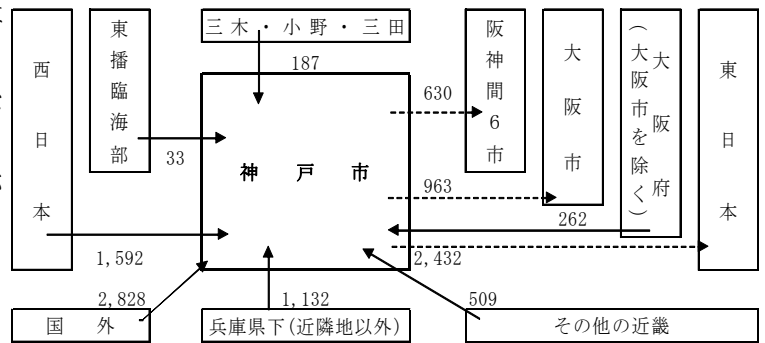 西日本
東播臨海部
三木・小野・三田
187
33
1,592
神戸市
630
963
262
2,432
阪神間6市
大阪市
大阪府
(大阪市を除く)
東日本
2,828
1,132
509
国外
兵庫県下(近隣地以外)
その他の近畿